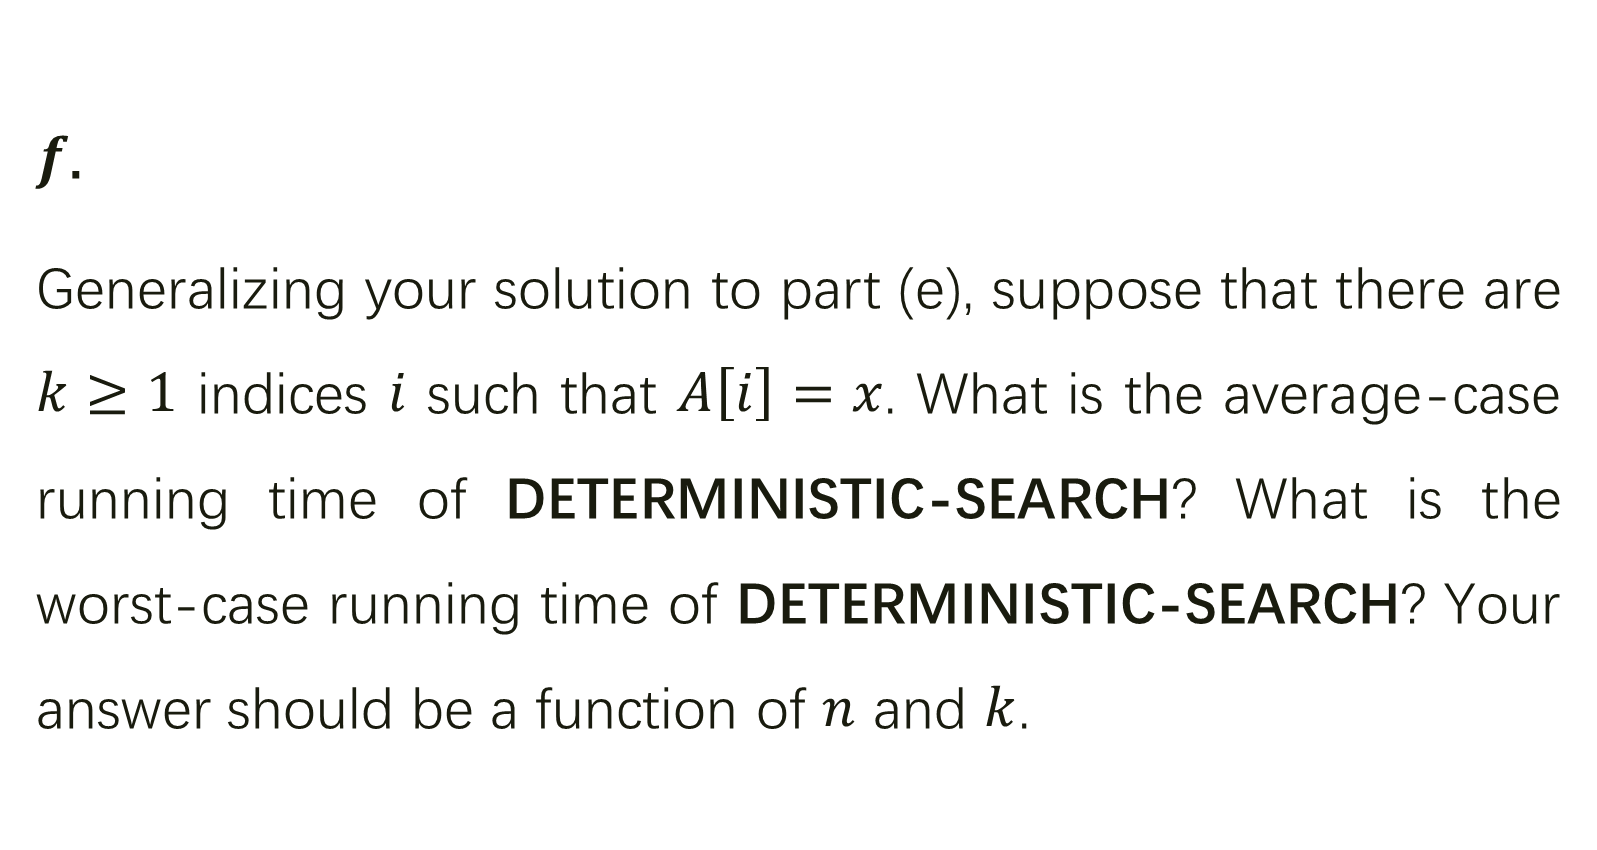 f.
Generalizing your solution to part (e), suppose that there are
k ≥ 1 indices i such that A[i] = x. What is the average-case
running time of DETERMINISTIC-SEARCH? What is the
worst-case running time of DETERMINISTIC-SEARCH? Your
answer should be a function of n and k.